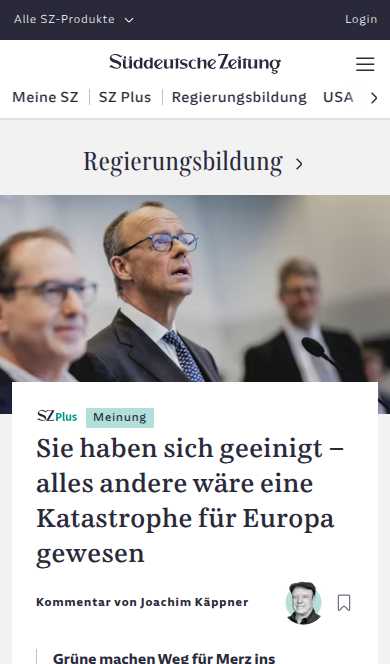 Alle SZ-Produkte
Login
Süddeutsche Zeitung
Meine SZ
SZ Plus
Regierungsbildung
USA
Regierungsbildung
SZ Plus
Meinung
Sie haben sich geeinigt –
alles andere wäre eine
Katastrophe für Europa
gewesen
Kommentar von Joachim Käppner
Grüne machen Weg für Merz ins